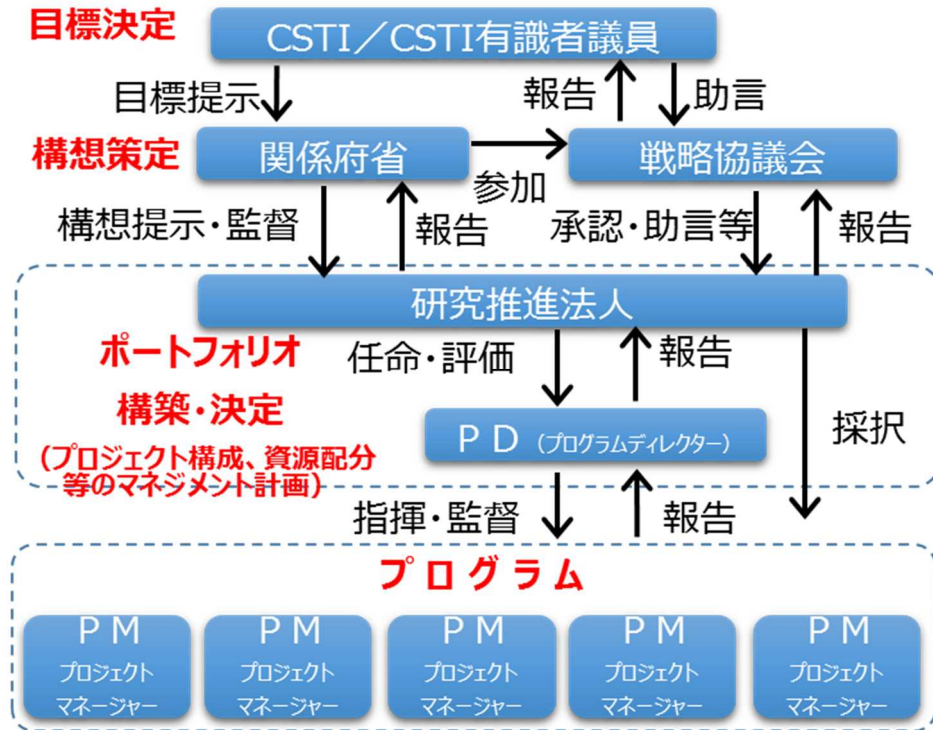 目標決定
CSTI／CSTI有識者議員
目標提示
報告
助言
構想策定
関係府省
参加
戦略協議会
構想提示・監督
報告
承認・助言等
報告
研究推進法人
ポートフォリオ
構築・決定
(プロジェクト構成、資源配分
等のマネジメント計画)
任命・評価
報告
ＰＤ（プログラムディレクター）
採択
指揮・監督
報告
プログラム
ＰＭ
プロジェクト
マネージャー
ＰＭ
プロジェクト
マネージャー
ＰＭ
プロジェクト
マネージャー
ＰＭ
プロジェクト
マネージャー
ＰＭ
プロジェクト
マネージャー